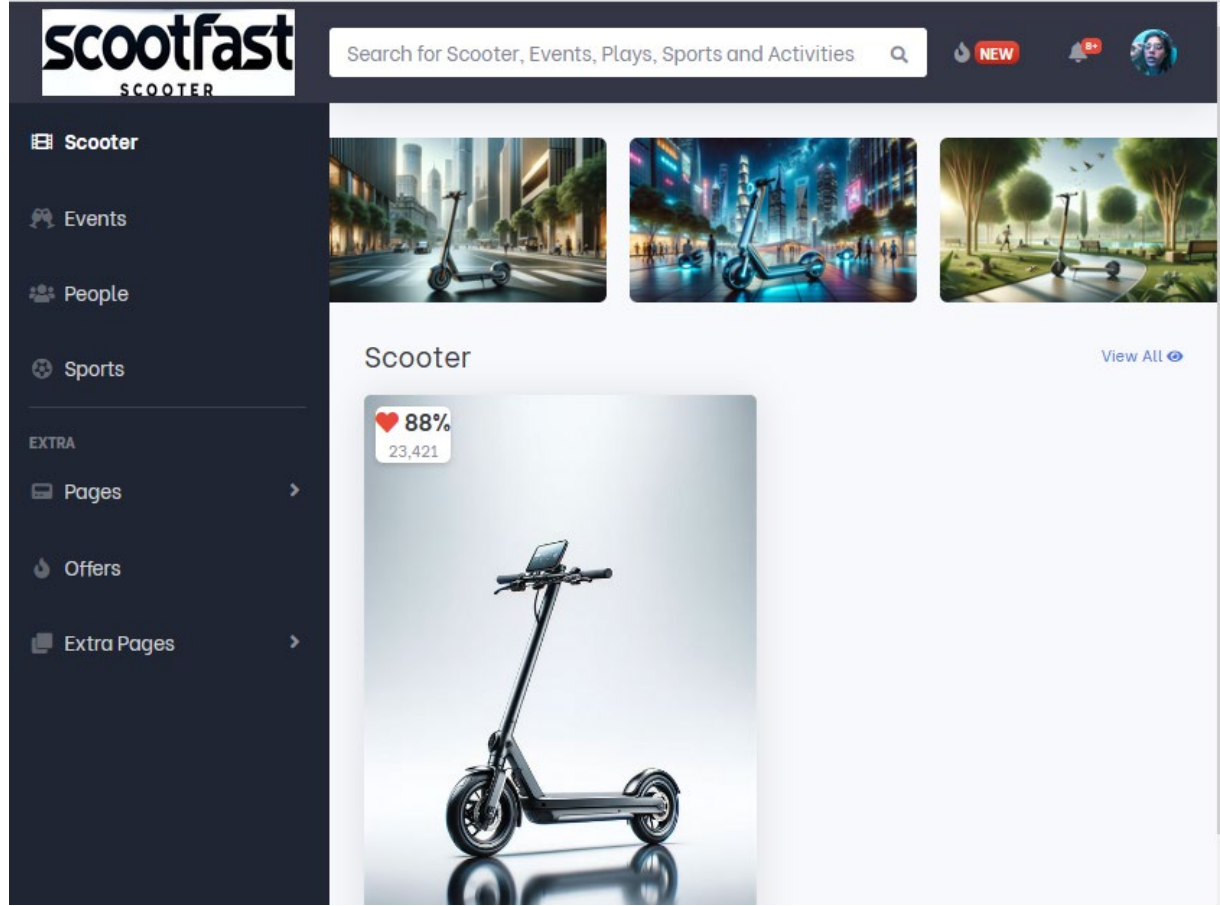 scootfast
SCOOTER
Search for Scooter, Events, Plays, Sports and Activities
NEW
8+
Scooter
Events
People
Sports
EXTRA
Pages
Offers
Extra Pages
Scooter
View All
88%
23,421